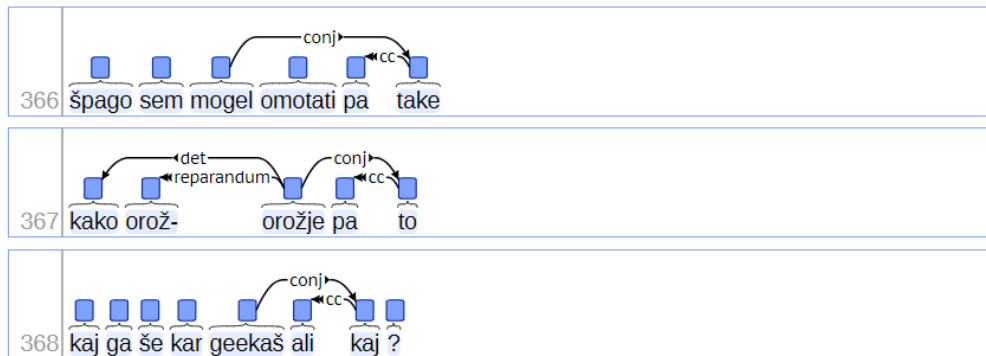 conj
cc
366 špago sem mogel omotati pa take
det conj
reparandum cc
367 kako orož- orožje pa to
conj
cc
368 kaj ga še kar geekaš ali kaj ?